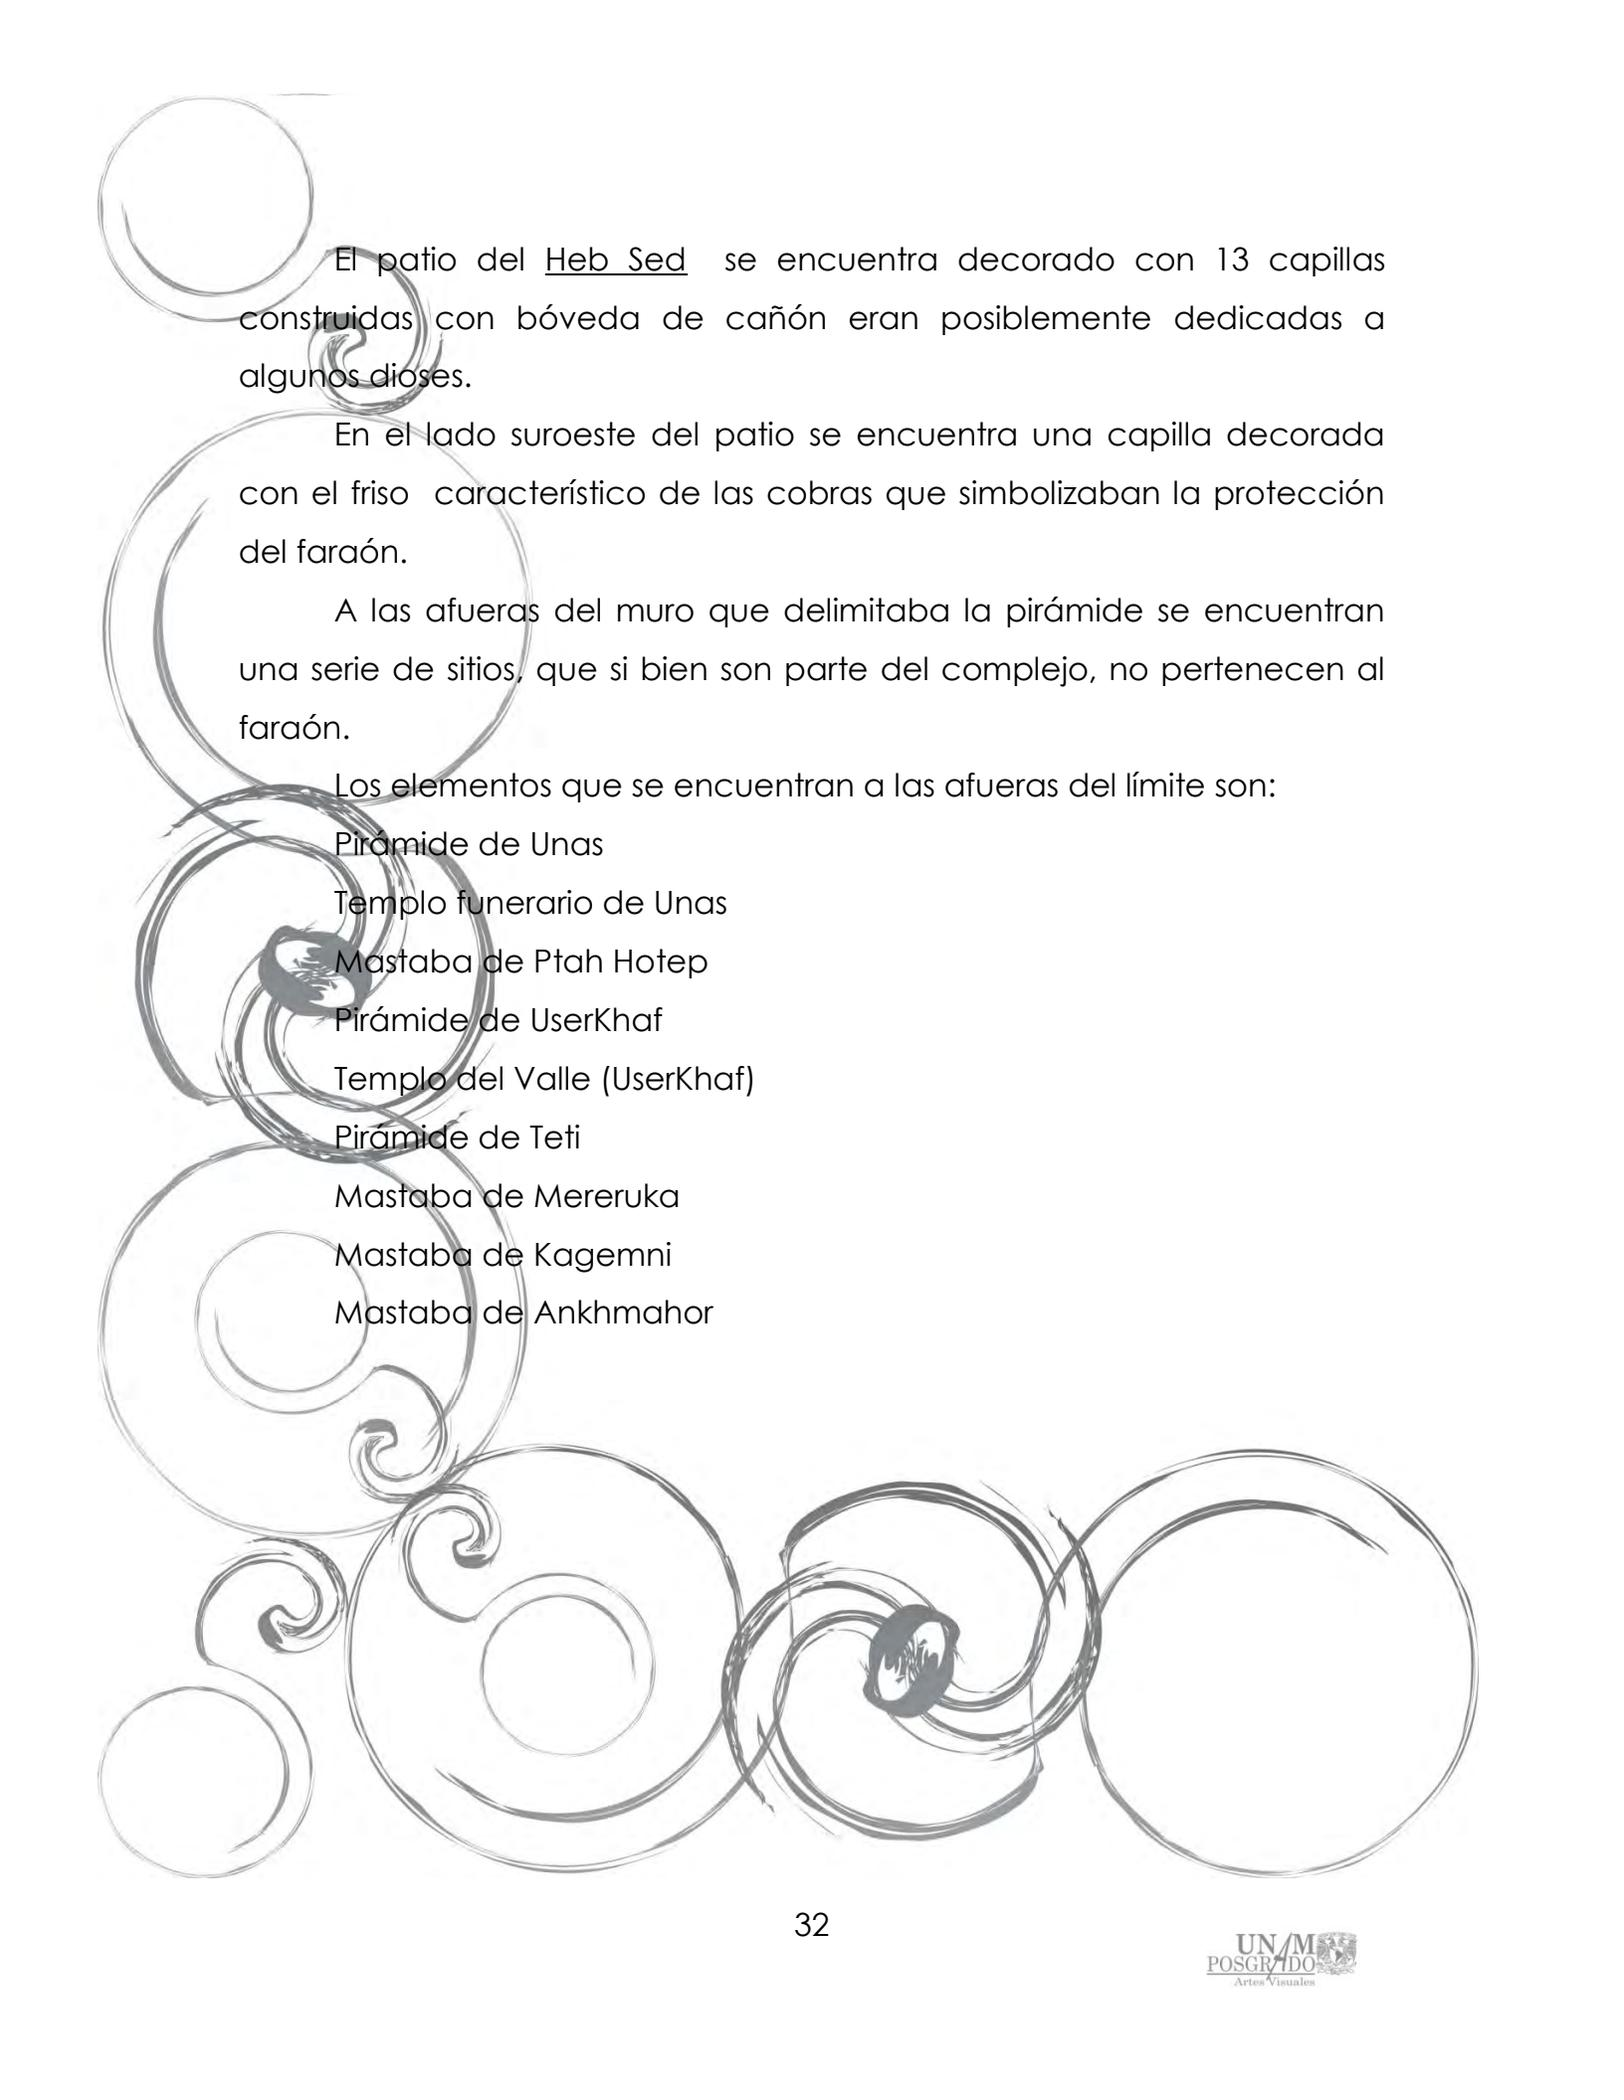 El patio del Heb Sed se encuentra decorado con 13 capillas
construidas con bóveda de cañón eran posiblemente dedicadas a
algunos dioses.
En el lado suroeste del patio se encuentra una capilla decorada
con el friso característico de las cobras que simbolizaban la protección
del faraón.
A las afueras del muro que delimitaba la pirámide se encuentran
una serie de sitios, que si bien son parte del complejo, no pertenecen al
faraón.
Los elementos que se encuentran a las afueras del límite son:
Pirámide de Unas
Templo funerario de Unas
Mastaba de Ptah Hotep
Pirámide de UserKhaf
Templo del Valle (UserKhaf)
Pirámide de Teti
Mastaba de Mereruka
Mastaba de Kagemni
Mastaba de Ankhmahor
32
UNAM
POSGRADO
Artes Visuales